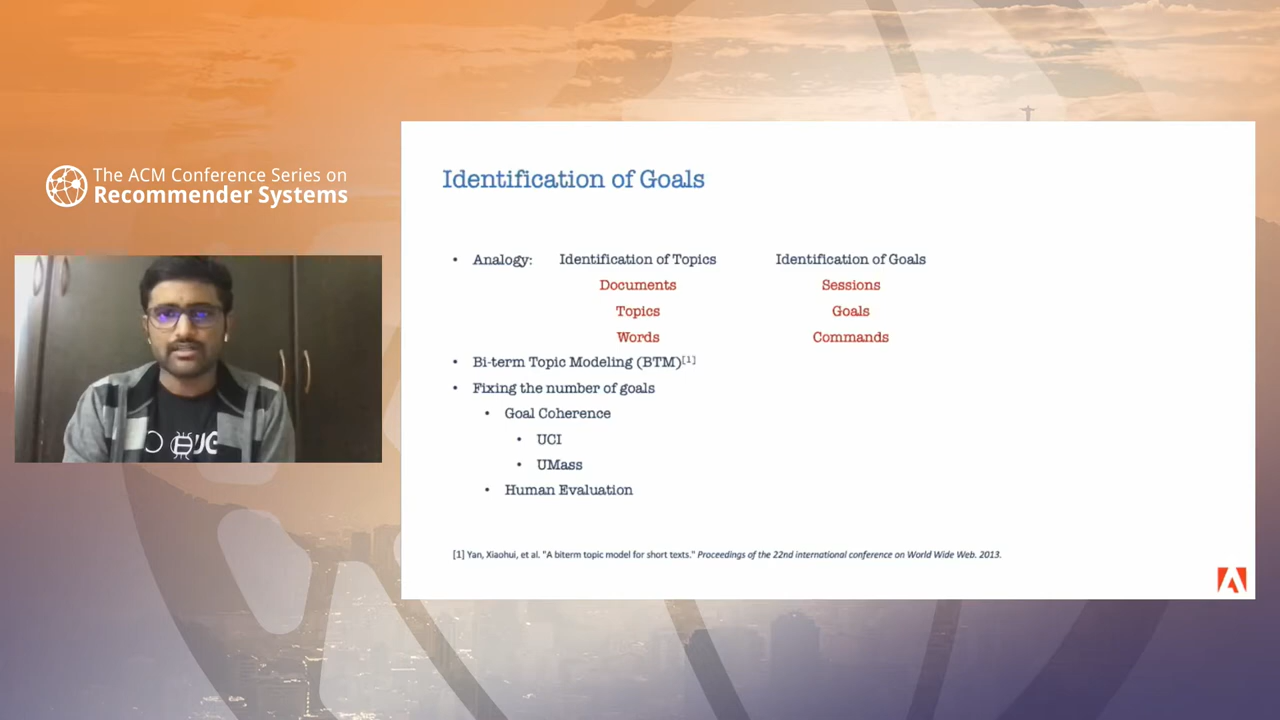 The ACM Conference Series on
Recommender Systems
Identification of Goals
• Analogy: Identification of Topics Identification of Goals
Documents Sessions
Topics Goals
Words Commands
• Bi-term Topic Modeling (BTM)[1]
• Fixing the number of goals
• Goal Coherence
• UCI
• UMass
• Human Evaluation
[1] Yan, Xiaohui, et al. "A biterm topic model for short texts." Proceedings of the 22nd international conference on World Wide Web. 2013.